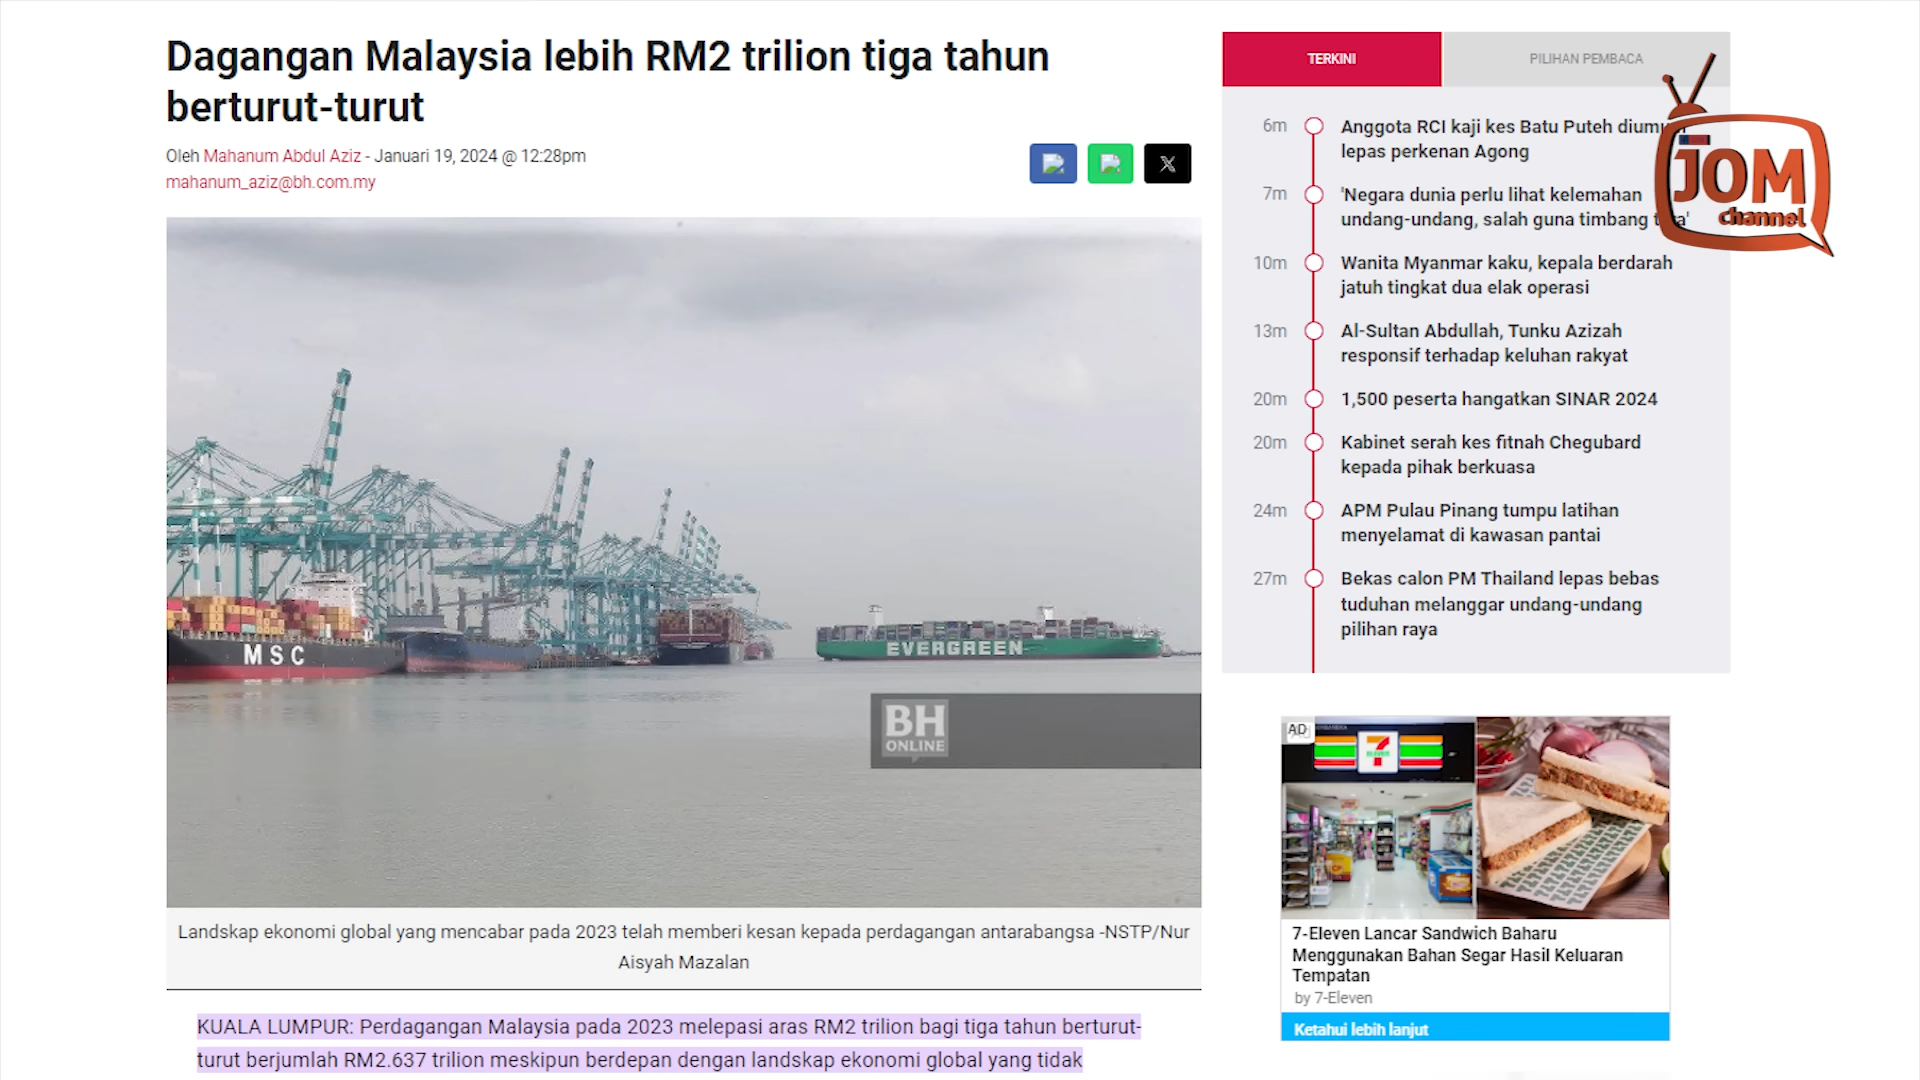 Dagangan Malaysia lebih RM2 trilion tiga tahun
berturut-turut
Oleh Mahanum Abdul Aziz - Januari 19, 2024 @ 12:28pm
mahanum_aziz@bh.com.my
MSC
EVERGREEN
BH
ONLINE
Landskap ekonomi global yang mencabar pada 2023 telah memberi kesan kepada perdagangan antarabangsa -NSTP/Nur
Aisyah Mazalan
KUALA LUMPUR: Perdagangan Malaysia pada 2023 melepasi aras RM2 trilion bagi tiga tahun berturut-
turut berjumlah RM2.637 trilion meskipun berdepan dengan landskap ekonomi global yang tidak
TERKINI
PILIHAN PEMBACA
JOM
channel
6m
Anggota RCI kaji kes Batu Puteh
lepas perkenan Agong
7m
'Negara dunia perlu lihat kelemahan
undang-undang, salah guna timbang
10m
Wanita Myanmar kaku, kepala berdarah
jatuh tingkat dua elak operasi
13m
Al-Sultan Abdullah, Tunku Azizah
responsif terhadap keluhan rakyat
20m
1,500 peserta hangatkan SINAR 2024
20m
Kabinet serah kes fitnah Chegubard
kepada pihak berkuasa
24m
APM Pulau Pinang tumpu latihan
menyelamat di kawasan pantai
27m
Bekas calon PM Thailand lepas bebas
tuduhan melanggar undang-undang
pilihan raya
AD
7-Eleven Lancar Sandwich Baharu
Menggunakan Bahan Segar Hasil Keluaran
Tempatan
by 7-Eleven
Ketahui lebih lanjut